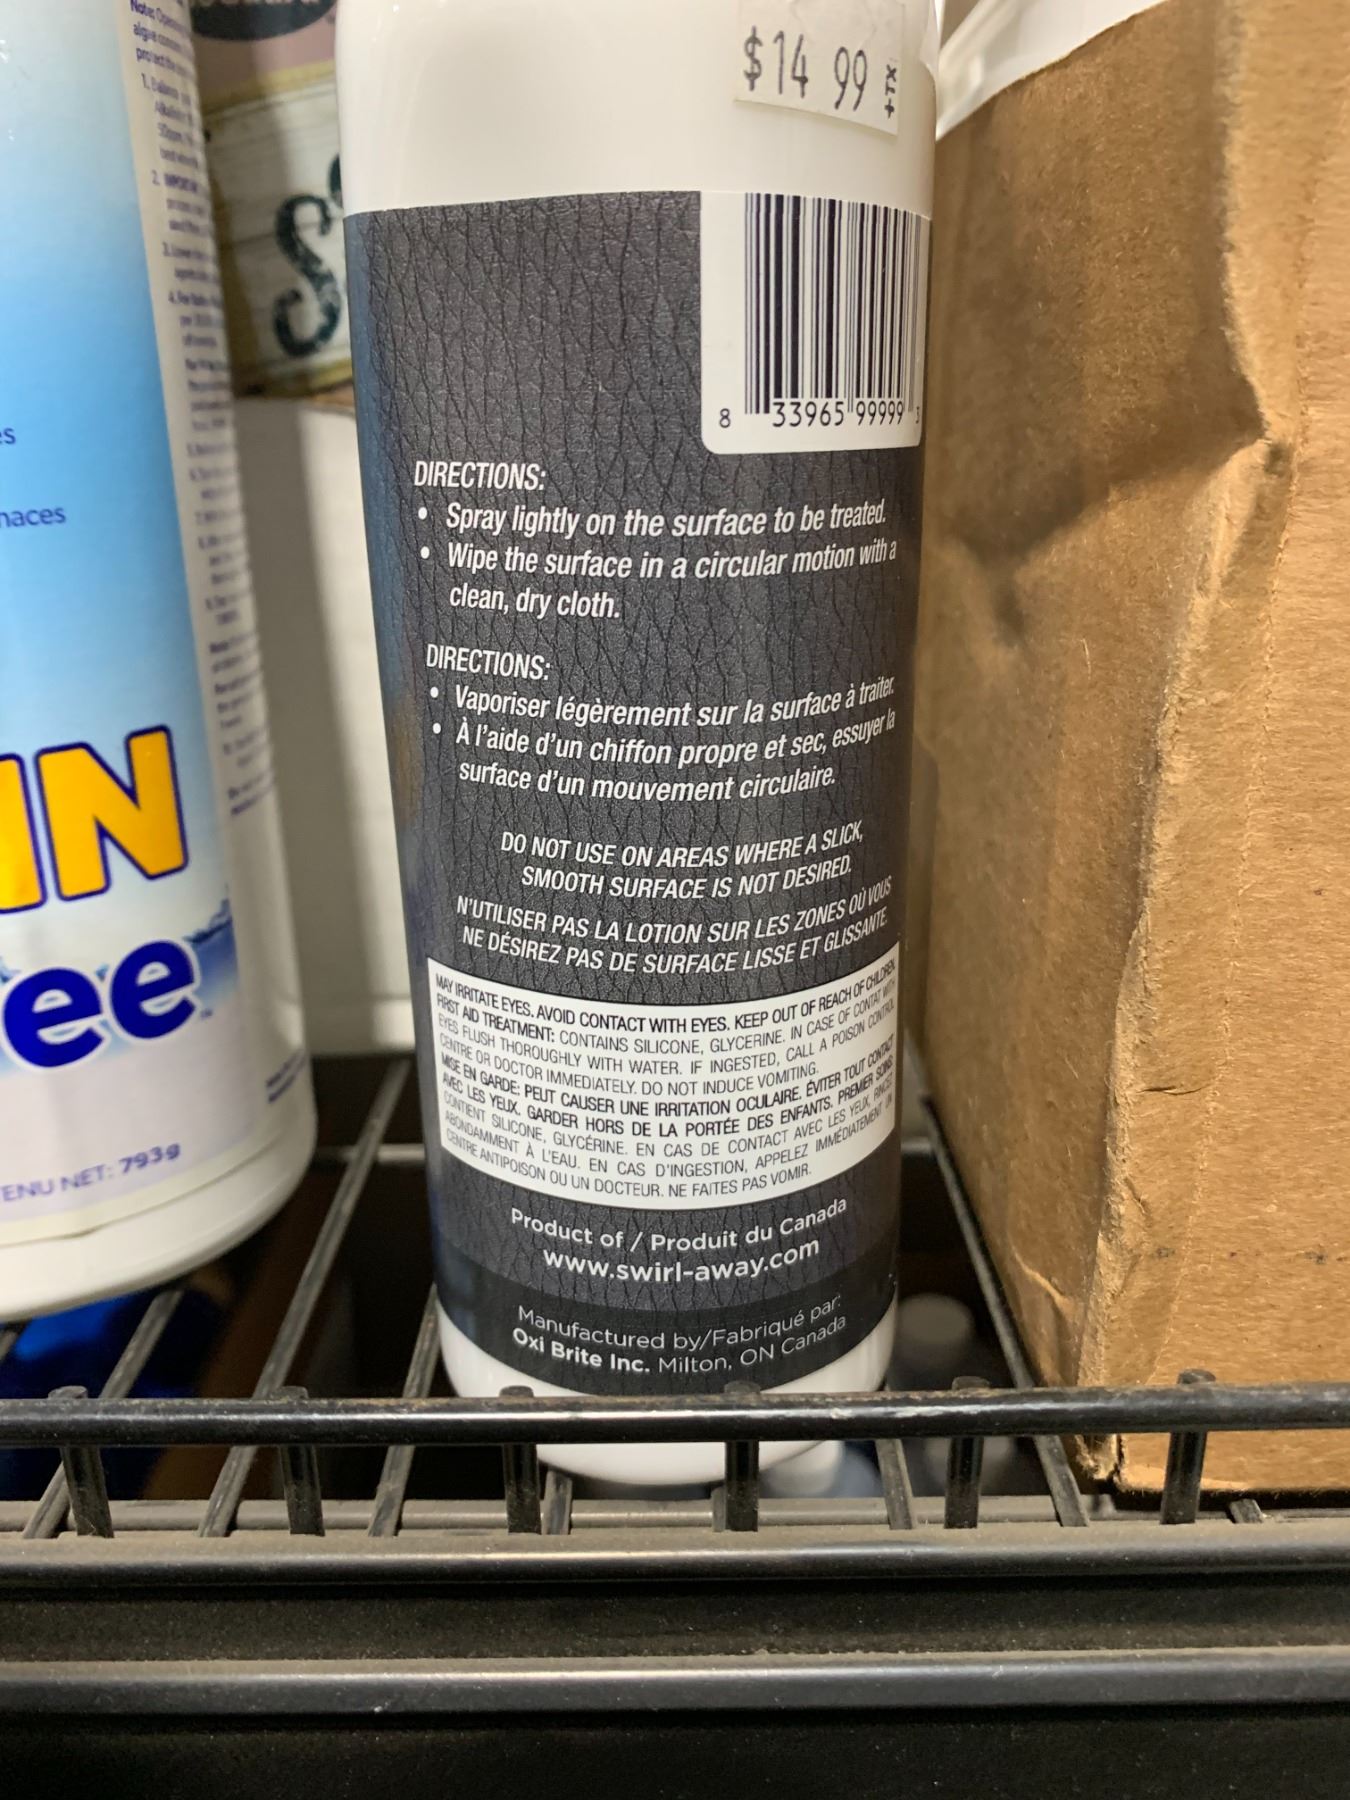 $14 99 +TX
8 33965 99999 3
DIRECTIONS:
• Spray lightly on the surface to be treated.
• Wipe the surface in a circular motion with a
clean, dry cloth.
DIRECTIONS:
• Vaporiser légèrement sur la surface à traiter.
• À l'aide d'un chiffon propre et sec, essuyer la
surface d'un mouvement circulaire.
DO NOT USE ON AREAS WHERE A SLICK,
SMOOTH SURFACE IS NOT DESIRED.
N'UTILISER PAS LA LOTION SUR LES ZONES OÙ VOUS
NE DÉSIREZ PAS DE SURFACE LISSE ET GLISSANTE.
MAY IRRITATE EYES. AVOID CONTACT WITH EYES. KEEP OUT OF REACH OF CHILDREN.
FIRST AID TREATMENT: CONTAINS SILICONE, GLYCERINE. IN CASE OF CONTAT WITH
EYES FLUSH THOROUGHLY WITH WATER. IF INGESTED, CALL A POISON CONTROL
CENTRE OR DOCTOR IMMEDIATELY. DO NOT INDUCE VOMITING.
MISE EN GARDE: PEUT CAUSER UNE IRRITATION OCULAIRE. ÉVITER TOUT CONTACT
AVEC LES YEUX. GARDER HORS DE LA PORTÉE DES ENFANTS. PREMIER SOINS:
CONTIENT SILICONE, GLYCÉRINE. EN CAS DE CONTACT AVEC LES YEUX, RINCEZ
ABONDAMMENT À L'EAU. EN CAS D'INGESTION, APPELEZ IMMÉDIATEMENT UN
CENTRE ANTIPOISON OU UN DOCTEUR. NE FAITES PAS VOMIR.
Product of / Produit du Canada
www.swirl-away.com
Manufactured by/Fabriqué par:
Oxi Brite Inc. Milton, ON Canada
es
naces
IN
ee
ENU NET: 793g